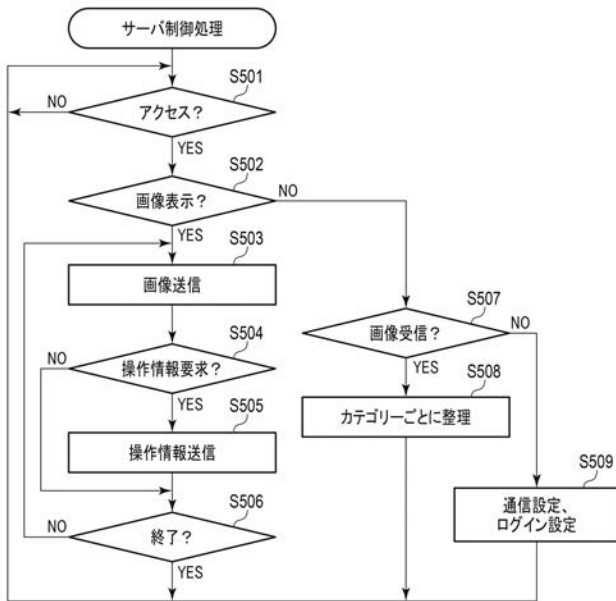 サーバ制御処理
S501
NO
アクセス？
YES
S502
画像表示？
NO
YES
S503
画像送信
S504
NO
操作情報要求？
YES
S505
操作情報送信
S506
NO
終了？
YES
S507
画像受信？
NO
YES
S508
カテゴリーごとに整理
S509
通信設定、
ログイン設定